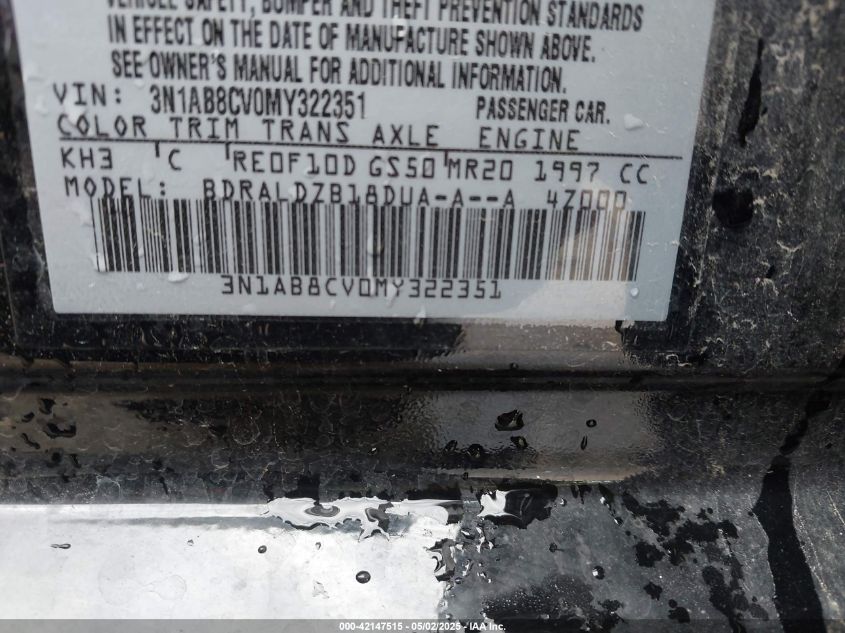 VEHICLE SAFETY, BUMPER AND THEFT PREVENTION STANDARDS
IN EFFECT ON THE DATE OF MANUFACTURE SHOWN ABOVE.
SEE OWNER'S MANUAL FOR ADDITIONAL INFORMATION.
VIN: 3N1AB8CV0MY322351 PASSENGER CAR.
COLOR TRIM TRANS AXLE ENGINE
KH3 C RE0F10D GS50 MR20 1997 CC
MODEL: BDRALDZB18DUA-A--A 47000
3N1AB8CV0MY322351
000-42147515 - 05/02/2025 - IAA Inc.